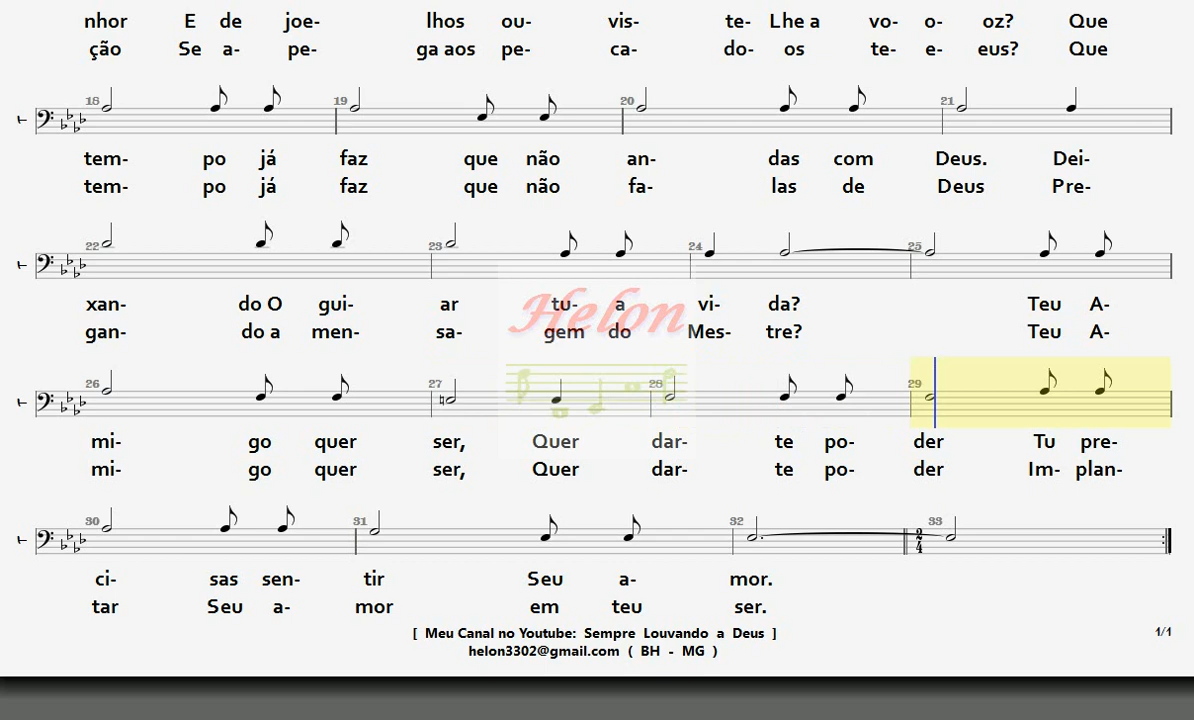 nhor E de joe- lhos ou- vis- te- Lhe a vo- o- oz? Que
ção Se a- pe- ga aos pe- ca- do- os te- e- eus? Que
18 19 20 21
T
tem- po já faz que não an- das com Deus. Dei-
tem- po já faz que não fa- las de Deus Pre-
22 23 24 25
T
xan- do O gui- ar tu- a vi- da? Teu A-
gan- do a men- sa- gem do Mes- tre? Teu A-
Helon
26 27 28 29
T
mi- go quer ser, Quer dar- te po- der Tu pre-
mi- go quer ser, Quer dar- te po- der Im- plan-
30 31 32 33
T 2 4
ci- sas sen- tir Seu a- mor.
tar Seu a- mor em teu ser.
[ Meu Canal no Youtube: Sempre Louvando a Deus ]
1/1
helon3302@gmail.com ( BH - MG )